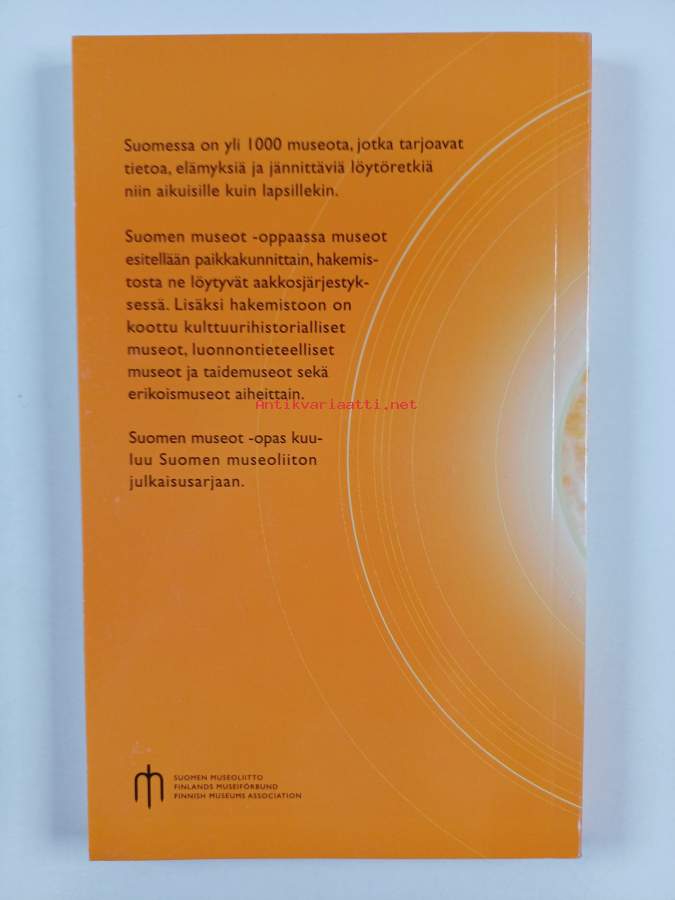 Suomessa on yli 1000 museota, jotka tarjoavat
tietoa, elämyksiä ja jännittäviä löytöretkiä
niin aikuisille kuin lapsillekin.
Suomen museot -oppaassa museot
esitellään paikkakunnittain, hakemis-
tosta ne löytyvät aakkosjärjestyk-
sessä. Lisäksi hakemistoon on
koottu kulttuurihistorialliset
museot, luonnontieteelliset
museot ja taidemuseot sekä
erikoismuseot aiheittain.
Antikvariaatti.net
Suomen museot -opas kuu-
luu Suomen museoliiton
julkaisusarjaan.
SUOMEN MUSEOLIITTO
FINLANDS MUSEIFÖRBUND
FINNISH MUSEUMS ASSOCIATION